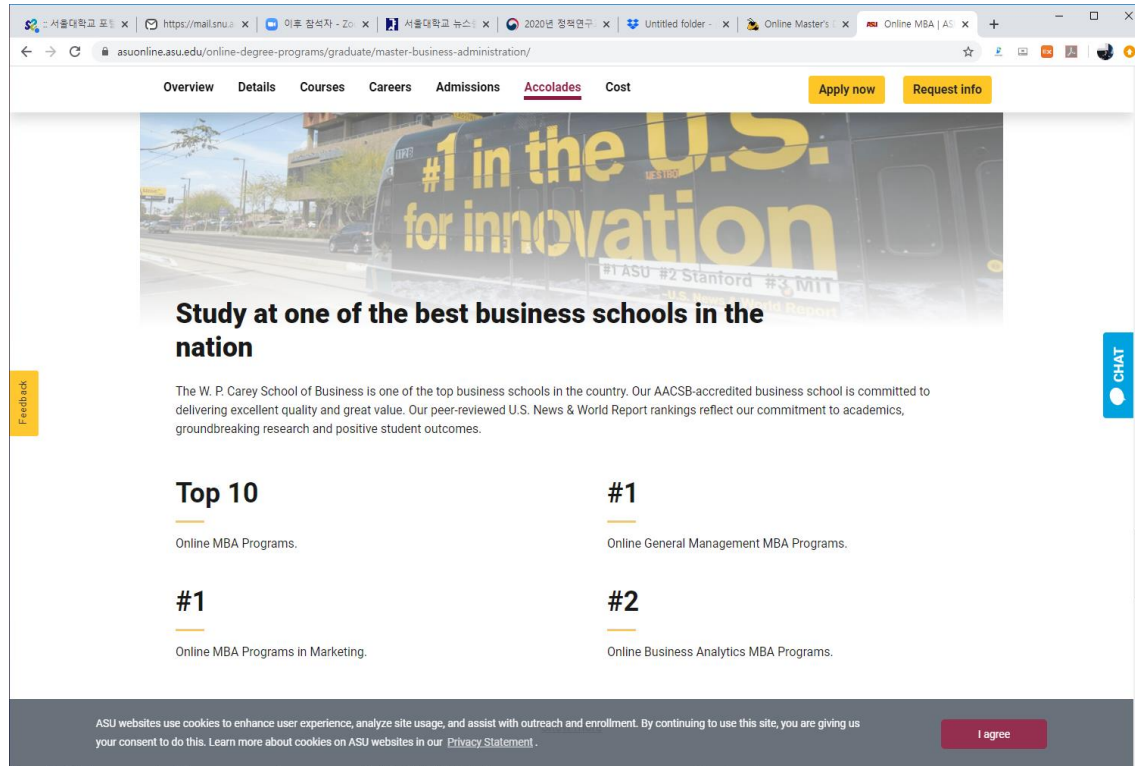 :: 서울대학교 포털
https://mail.snu.a
이후 참석자 - Zo
서울대학교 뉴스
2020년 정책연구
Untitled folder -
Online Master's
Online MBA | AS
asuonline.asu.edu/online-degree-programs/graduate/master-business-administration/
Overview Details Courses Careers Admissions Accolades Cost Apply now Request info
#1 in the U.S.
for innovation
#1 ASU #2 Stanford #3 MIT
-U.S. News & World Report
Study at one of the best business schools in the
nation
The W. P. Carey School of Business is one of the top business schools in the country. Our AACSB-accredited business school is committed to
delivering excellent quality and great value. Our peer-reviewed U.S. News & World Report rankings reflect our commitment to academics,
groundbreaking research and positive student outcomes.
Feedback
CHAT
Top 10
Online MBA Programs.
#1
Online General Management MBA Programs.
#1
Online MBA Programs in Marketing.
#2
Online Business Analytics MBA Programs.
ASU websites use cookies to enhance user experience, analyze site usage, and assist with outreach and enrollment. By continuing to use this site, you are giving us
your consent to do this. Learn more about cookies on ASU websites in our Privacy Statement .
I agree